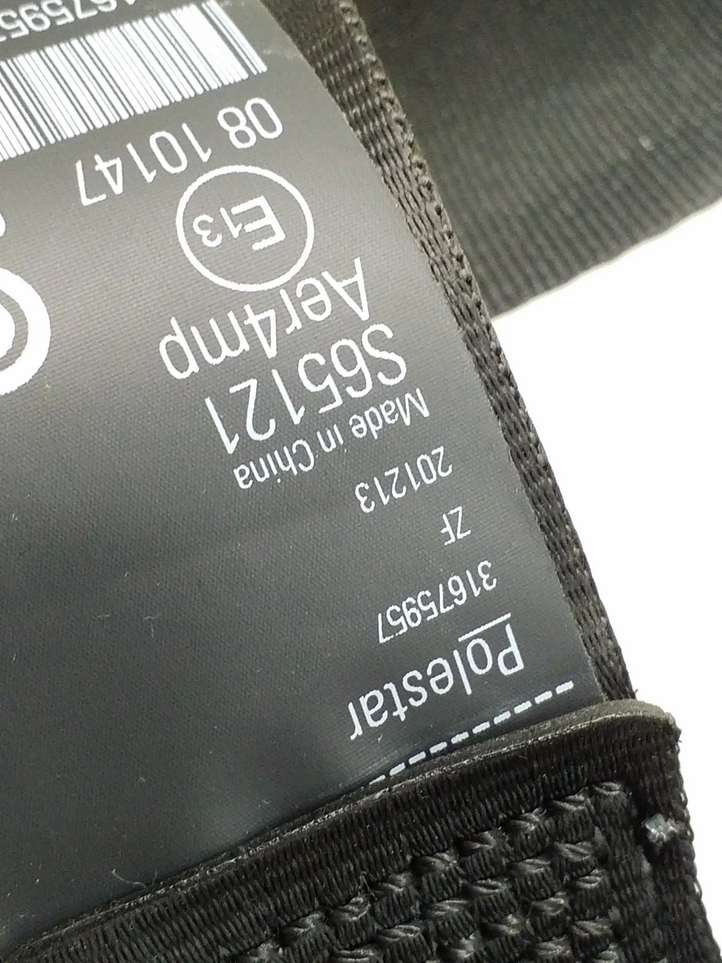 Polestar
31675957
ZF
201213
Made in China
S65121
Aer4mp
E13
08 10147